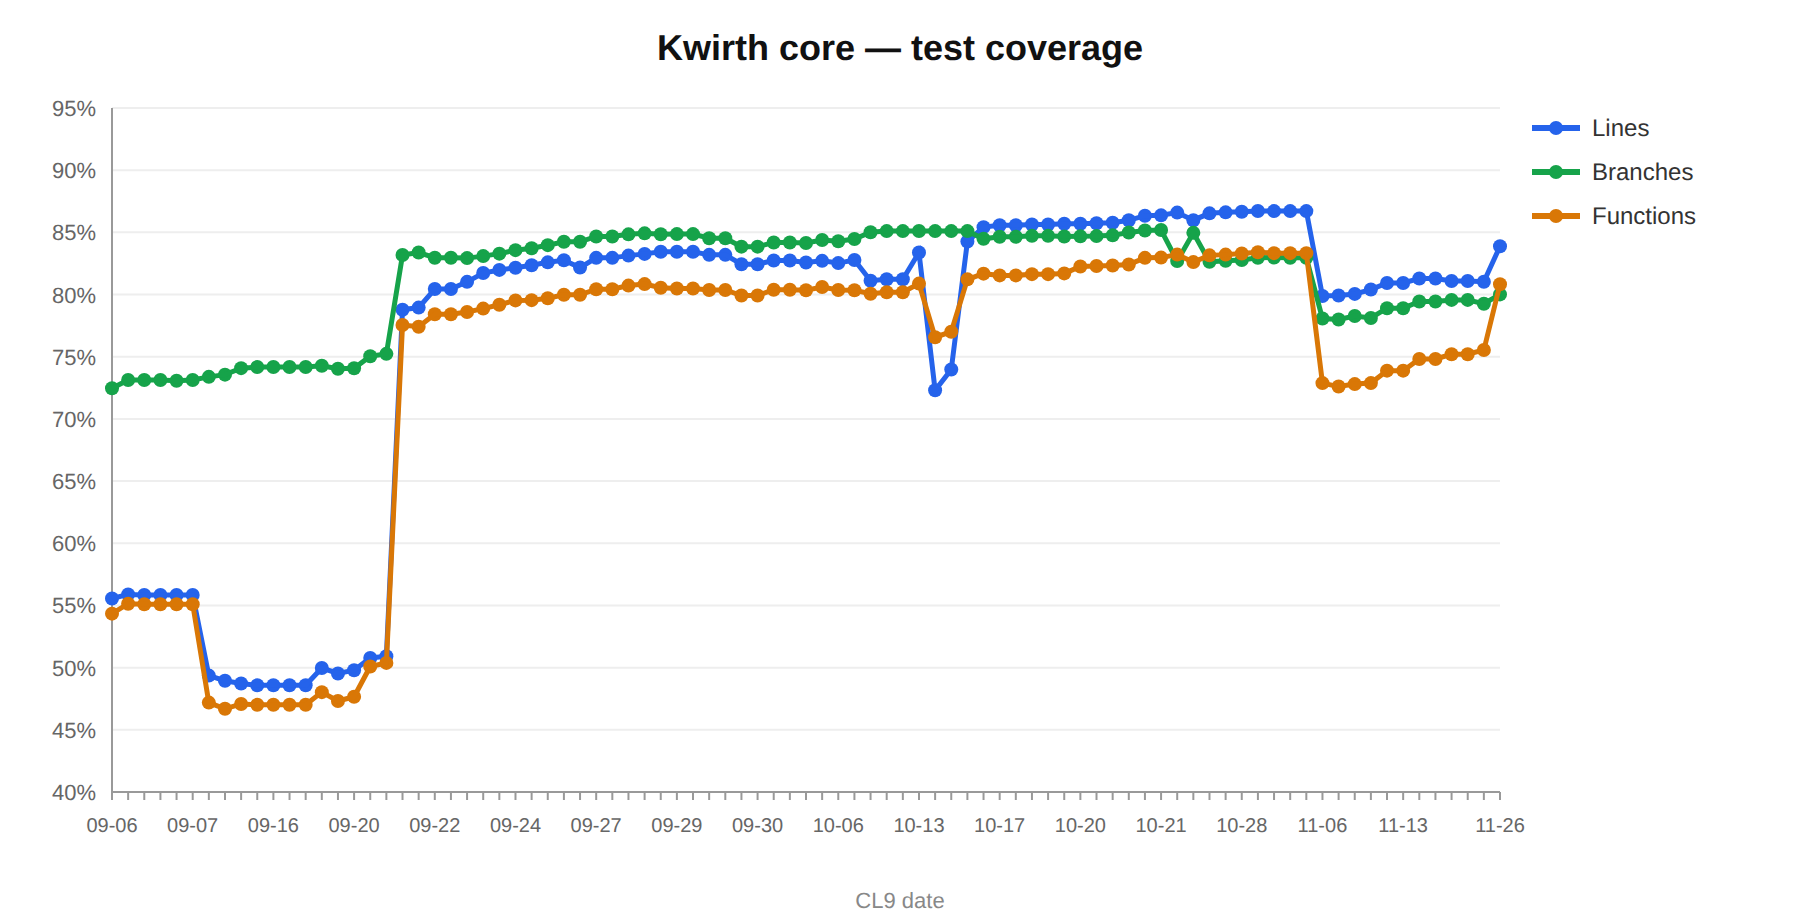 Kwirth core — test coverage
95%
90%
85%
80%
75%
70%
65%
60%
55%
50%
45%
40%
Lines
Branches
Functions
09-06 09-07 09-16 09-20 09-22 09-24 09-27 09-29 09-30 10-06 10-13 10-17 10-20 10-21 10-28 11-06 11-13 11-26
CL9 date